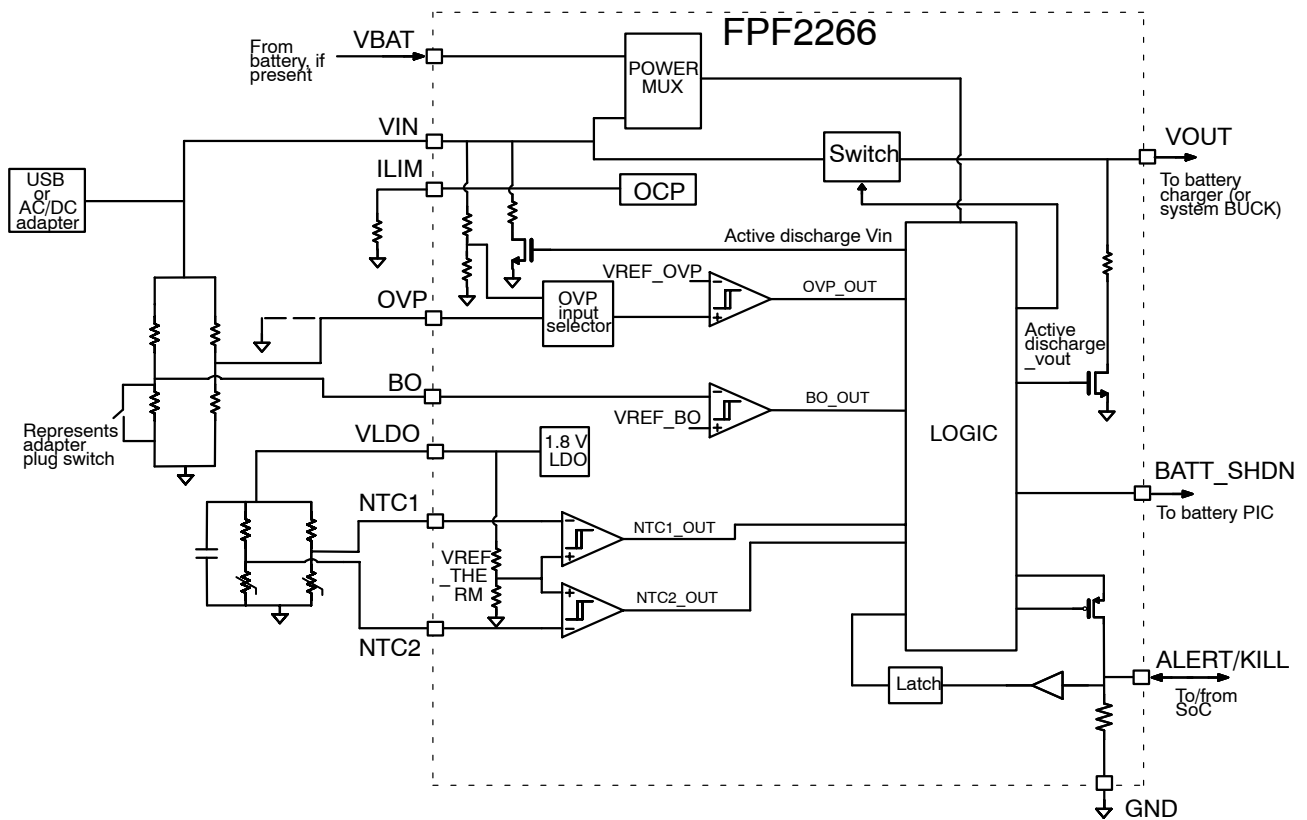 FPF2266
VBAT
From
battery, if
present
POWER
MUX
VIN
Switch
VOUT
To battery
charger (or
system BUCK)
ILIM
OCP
USB
or
AC/DC
adapter
Active discharge Vin
VREF_OVP
OVP_OUT
OVP
OVP
input
selector
Active
discharge
_vout
BO
BO_OUT
VREF_BO
LOGIC
Represents
adapter
plug switch
VLDO
1.8 V
LDO
BATT_SHDN
To battery PIC
NTC1
NTC1_OUT
VREF
_THE
RM
NTC2_OUT
NTC2
ALERT/KILL
To/from
SoC
Latch
GND